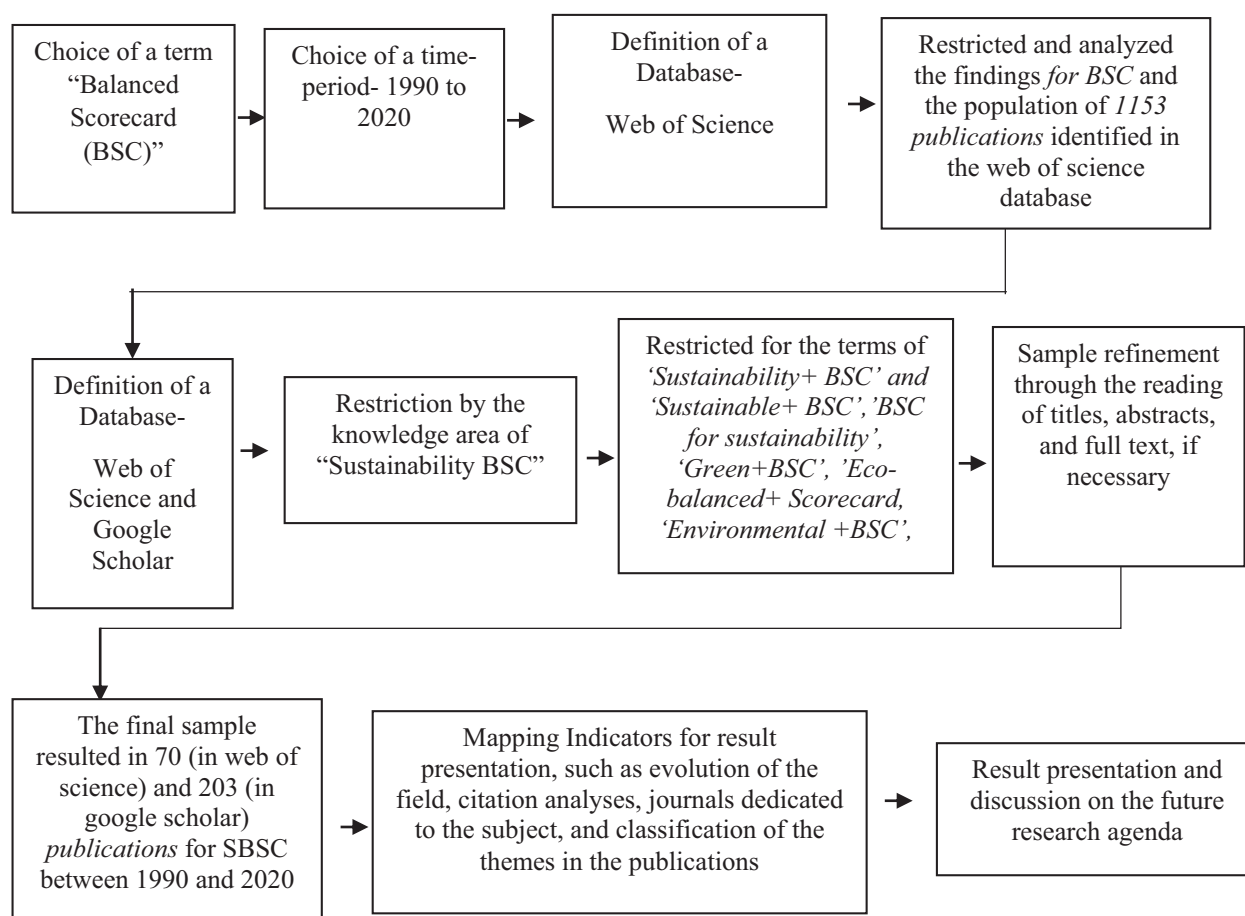 Choice of a term
“Balanced
Scorecard
(BSC)”
Choice of a time-
period- 1990 to
2020
Definition of a
Database-
Web of Science
Restricted and analyzed
the findings for BSC and
the population of 1153
publications identified in
the web of science
database
Definition of a
Database-
Web of
Science and
Google
Scholar
Restriction by the
knowledge area of
“Sustainability BSC”
Restricted for the terms of
‘Sustainability+ BSC’ and
‘Sustainable+ BSC’,’BSC
for sustainability’,
‘Green+BSC’, ’Eco-
balanced+ Scorecard,
‘Environmental +BSC’,
Sample refinement
through the reading
of titles, abstracts,
and full text, if
necessary
The final sample
resulted in 70 (in web of
science) and 203 (in
google scholar)
publications for SBSC
between 1990 and 2020
Mapping Indicators for result
presentation, such as evolution of the
field, citation analyses, journals dedicated
to the subject, and classification of the
themes in the publications
Result presentation and
discussion on the future
research agenda